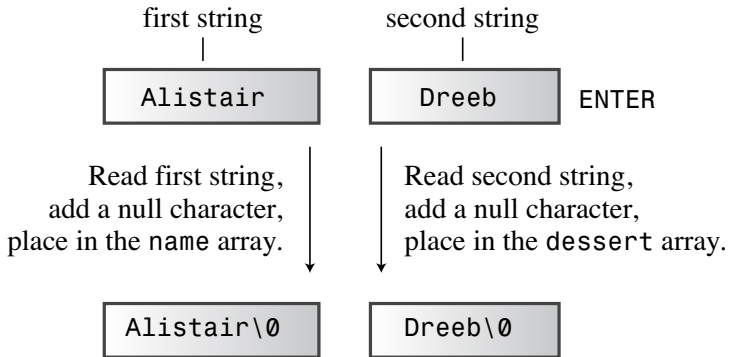 first string
second string
Alistair
Dreeb
ENTER
Read first string,
add a null character,
place in the name array.
Read second string,
add a null character,
place in the dessert array.
Alistair\0
Dreeb\0